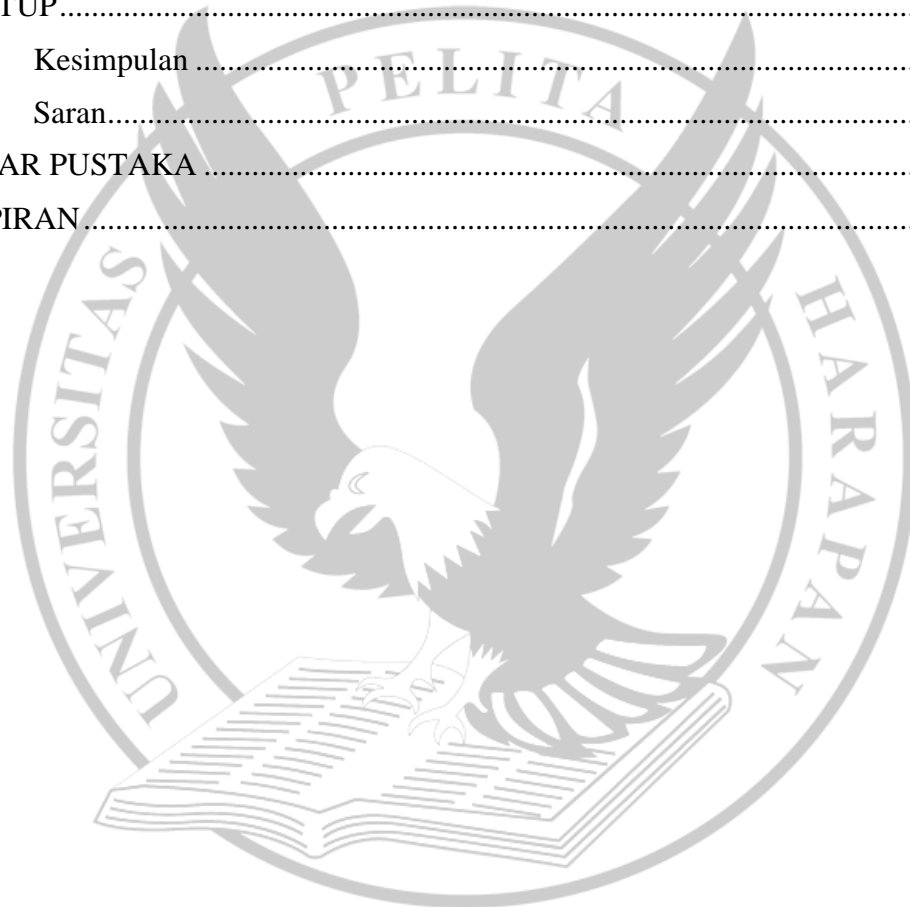 TUP
Kesimpulan
Saran
AR PUSTAKA
PIRAN
UNIVERSITAS PELITA HARAPAN